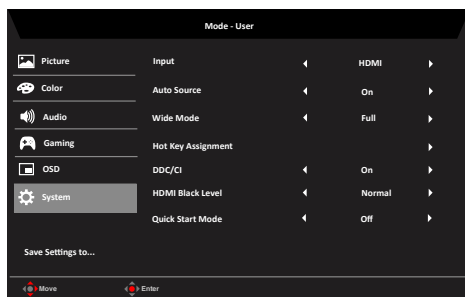 Mode - User
Picture
Input HDMI
Color
Auto Source On
Audio
Wide Mode Full
Gaming
Hot Key Assignment
OSD
DDC/CI On
System
HDMI Black Level Normal
Quick Start Mode Off
Save Settings to...
Move Enter